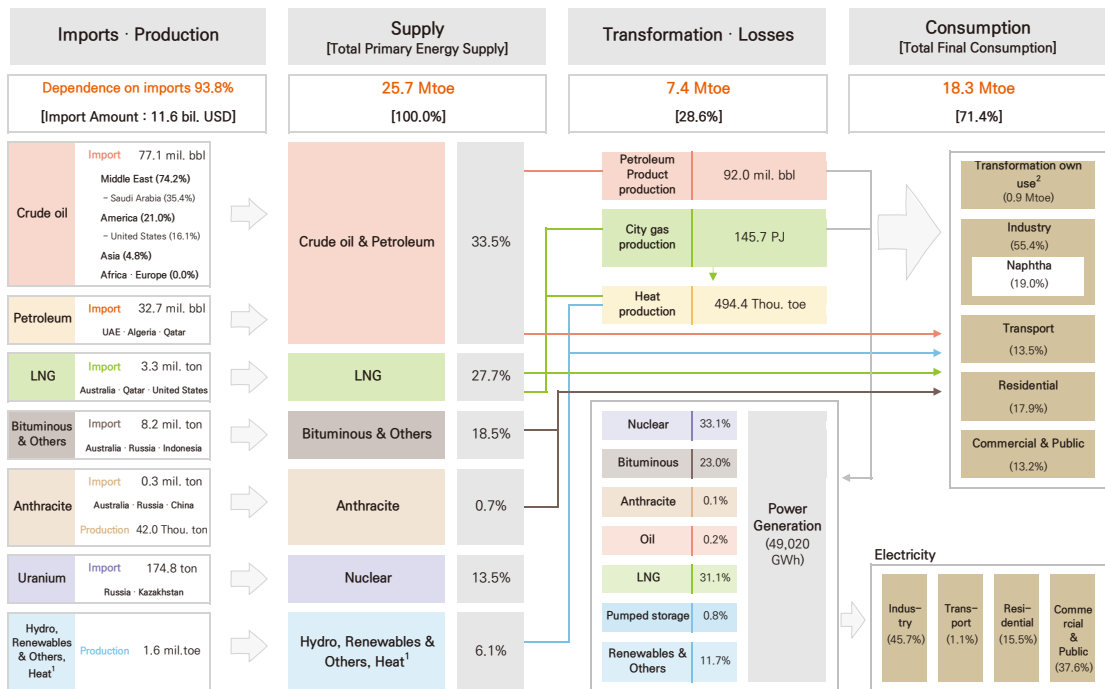 Imports · Production
Supply
[Total Primary Energy Supply]
Transformation · Losses
Consumption
[Total Final Consumption]
Dependence on imports 93.8%
[Import Amount : 11.6 bil. USD]
25.7 Mtoe
[100.0%]
7.4 Mtoe
[28.6%]
18.3 Mtoe
[71.4%]
Crude oil
Import 77.1 mil. bbl
Middle East (74.2%)
– Saudi Arabia (35.4%)
America (21.0%)
– United States (16.1%)
Asia (4.8%)
Africa · Europe (0.0%)
Petroleum
Import 32.7 mil. bbl
UAE · Algeria · Qatar
LNG
Import 3.3 mil. ton
Australia · Qatar · United States
Bituminous
& Others
Import 8.2 mil. ton
Australia · Russia · Indonesia
Anthracite
Import 0.3 mil. ton
Australia · Russia · China
Production 42.0 Thou. ton
Uranium
Import 174.8 ton
Russia · Kazakhstan
Hydro,
Renewables
& Others,
Heat1
Production 1.6 mil.toe
Crude oil & Petroleum
33.5%
LNG
27.7%
Bituminous & Others
18.5%
Anthracite
0.7%
Nuclear
13.5%
Hydro, Renewables &
Others, Heat1
6.1%
Petroleum
Product
production
92.0 mil. bbl
City gas
production
145.7 PJ
Heat
production
494.4 Thou. toe
Nuclear 33.1%
Bituminous 23.0%
Anthracite 0.1%
Oil 0.2%
LNG 31.1%
Pumped storage 0.8%
Renewables &
Others
11.7%
Power
Generation
(49,020
GWh)
Transformation own
use2
(0.9 Mtoe)
Industry
(55.4%)
Naphtha
(19.0%)
Transport
(13.5%)
Residential
(17.9%)
Commercial & Public
(13.2%)
Electricity
Indus–
try
(45.7%)
Trans–
port
(1.1%)
Resi–
dential
(15.5%)
Comme
rcial
&
Public
(37.6%)